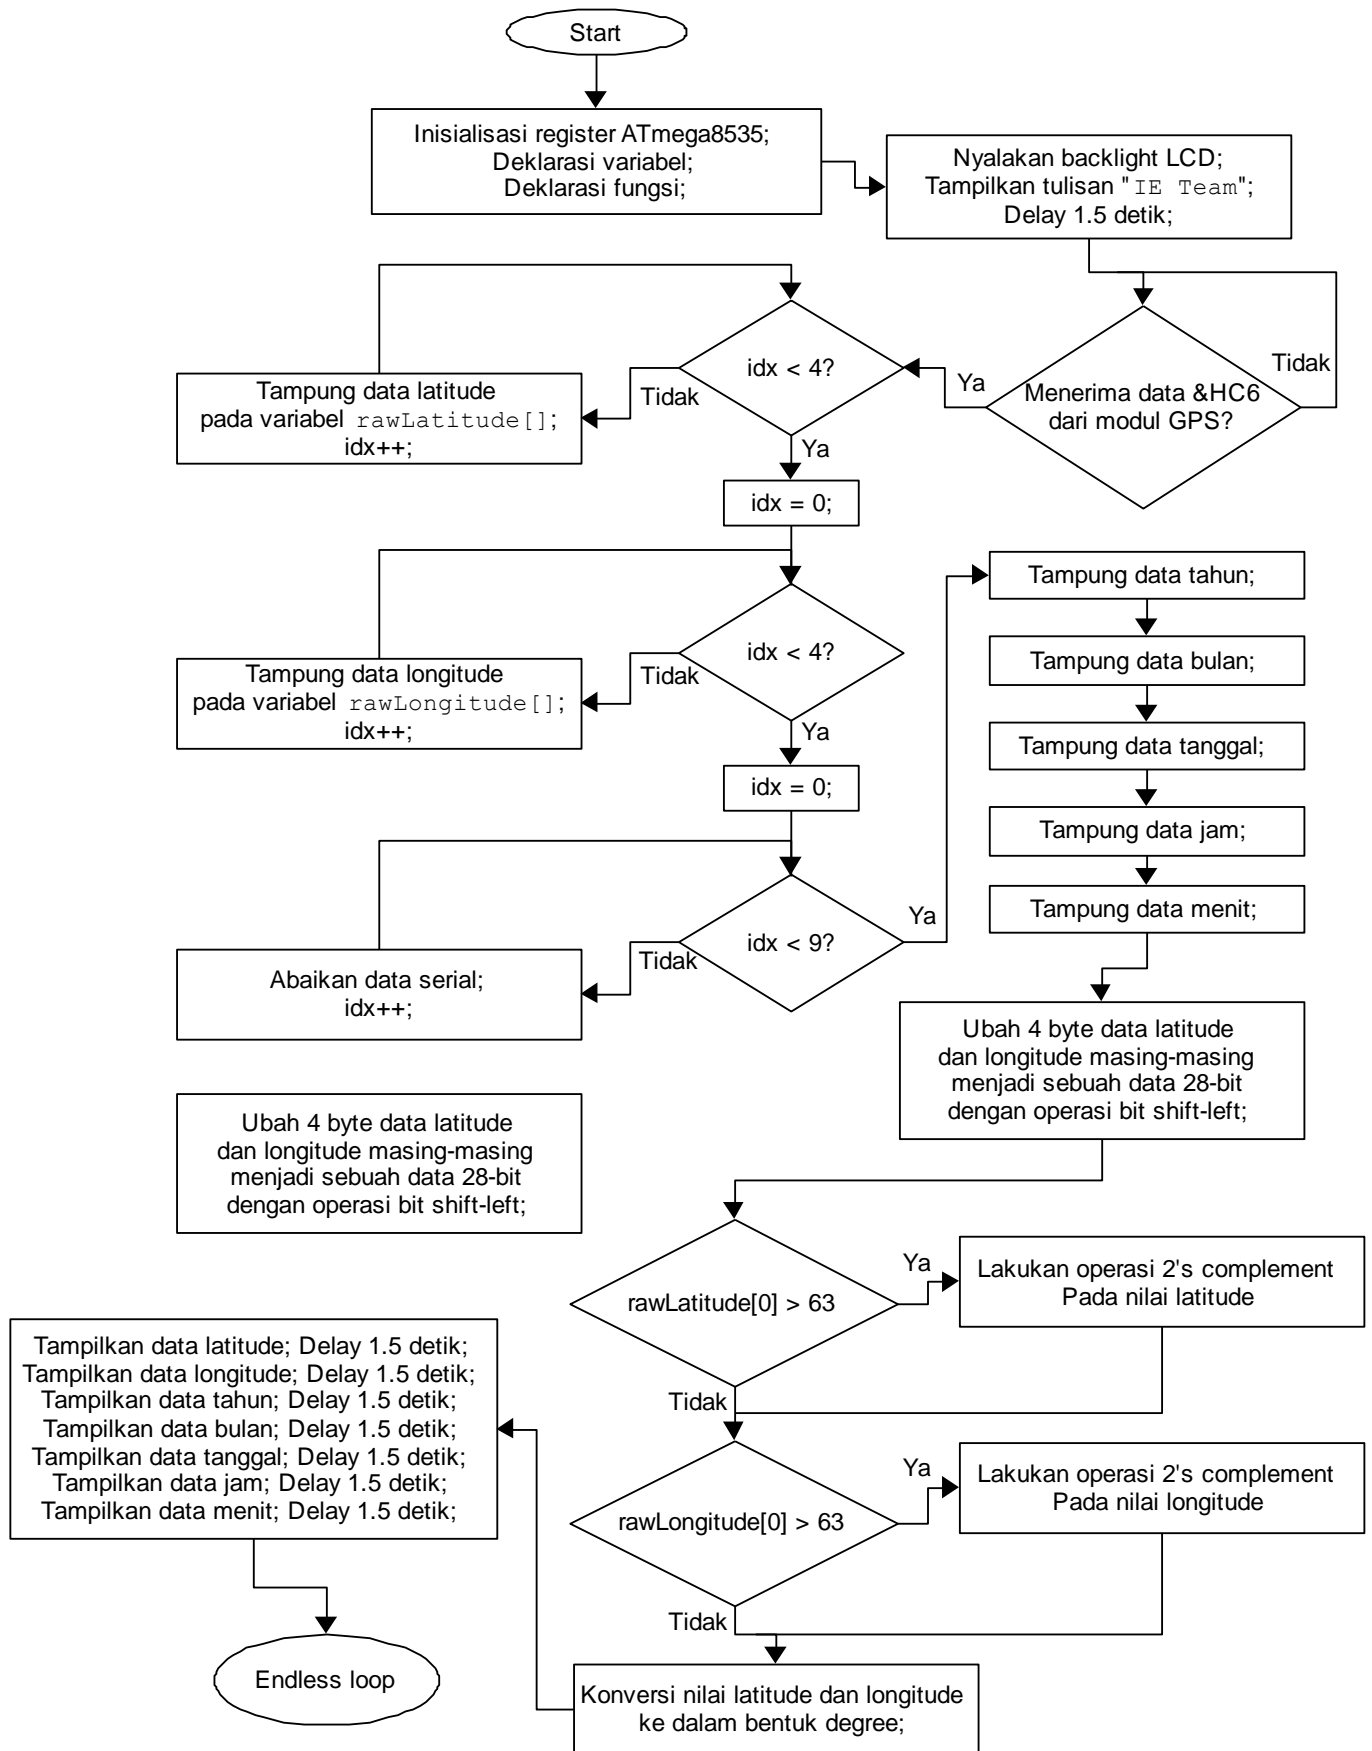 Start
Inisialisasi register ATmega8535;
Deklarasi variabel;
Deklarasi fungsi;
Nyalakan backlight LCD;
Tampilkan tulisan "IE Team";
Delay 1.5 detik;
Menerima data &HC6
dari modul GPS?
Tidak
Ya
idx < 4?
Tidak
Tampung data latitude
pada variabel rawLatitude[];
idx++;
Ya
idx = 0;
idx < 4?
Tidak
Tampung data longitude
pada variabel rawLongitude[];
idx++;
Ya
idx = 0;
idx < 9?
Tidak
Abaikan data serial;
idx++;
Ya
Tampung data tahun;
Tampung data bulan;
Tampung data tanggal;
Tampung data jam;
Tampung data menit;
Ubah 4 byte data latitude
dan longitude masing-masing
menjadi sebuah data 28-bit
dengan operasi bit shift-left;
Ubah 4 byte data latitude
dan longitude masing-masing
menjadi sebuah data 28-bit
dengan operasi bit shift-left;
rawLatitude[0] > 63
Ya
Lakukan operasi 2's complement
Pada nilai latitude
Tidak
rawLongitude[0] > 63
Ya
Lakukan operasi 2's complement
Pada nilai longitude
Tidak
Konversi nilai latitude dan longitude
ke dalam bentuk degree;
Tampilkan data latitude; Delay 1.5 detik;
Tampilkan data longitude; Delay 1.5 detik;
Tampilkan data tahun; Delay 1.5 detik;
Tampilkan data bulan; Delay 1.5 detik;
Tampilkan data tanggal; Delay 1.5 detik;
Tampilkan data jam; Delay 1.5 detik;
Tampilkan data menit; Delay 1.5 detik;
Endless loop